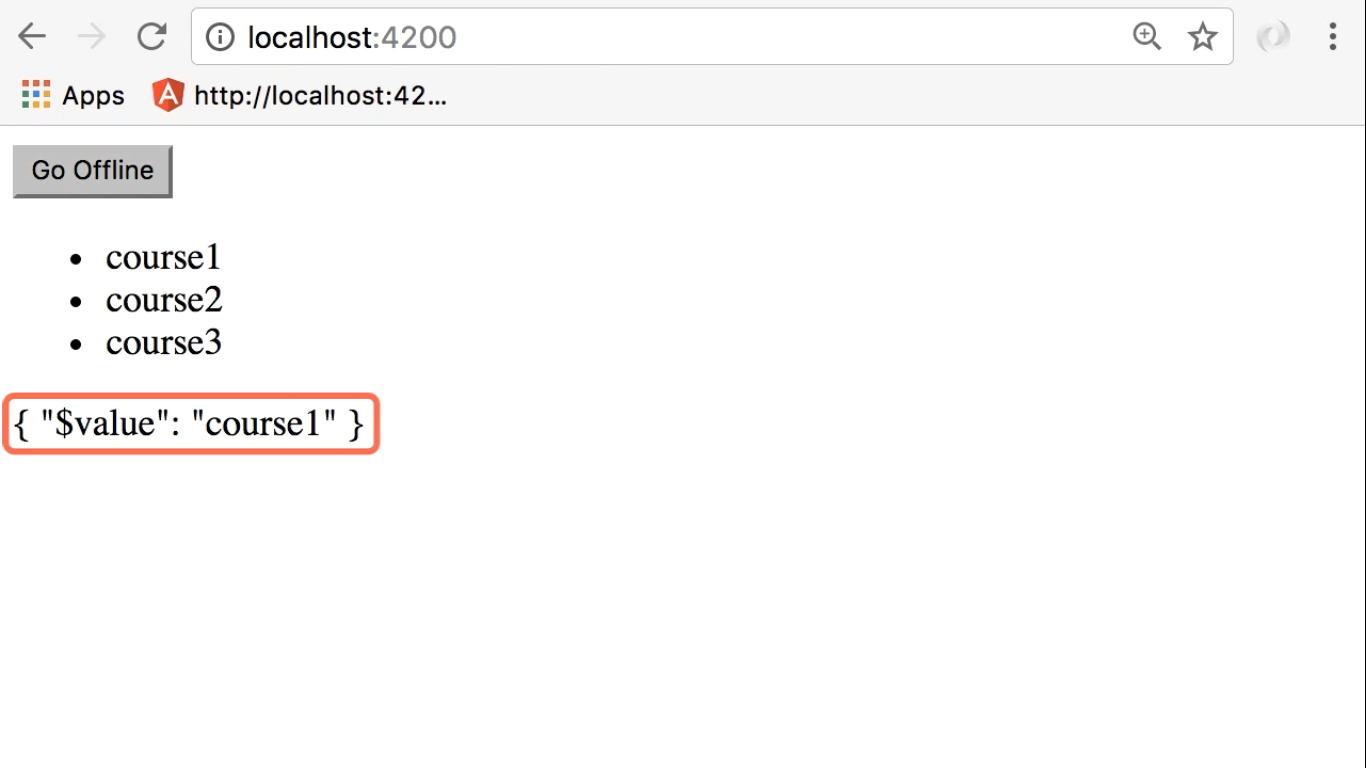 localhost:4200
Apps
http://localhost:42...
Go Offline
course1
course2
course3
{ "$value": "course1" }